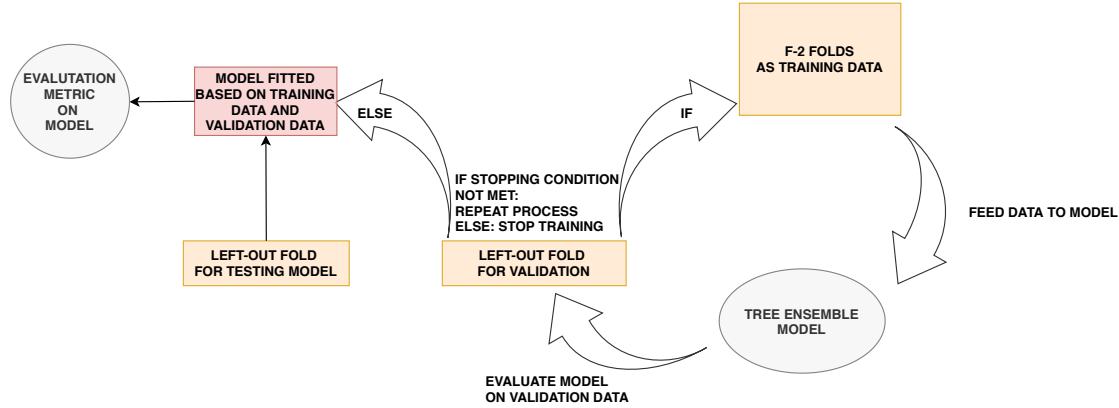 EVALUTATION
METRIC
ON
MODEL
MODEL FITTED
BASED ON TRAINING
DATA AND
VALIDATION DATA
ELSE
IF
F-2 FOLDS
AS TRAINING DATA
IF STOPPING CONDITION
NOT MET:
REPEAT PROCESS
ELSE: STOP TRAINING
FEED DATA TO MODEL
LEFT-OUT FOLD
FOR TESTING MODEL
LEFT-OUT FOLD
FOR VALIDATION
TREE ENSEMBLE
MODEL
EVALUATE MODEL
ON VALIDATION DATA